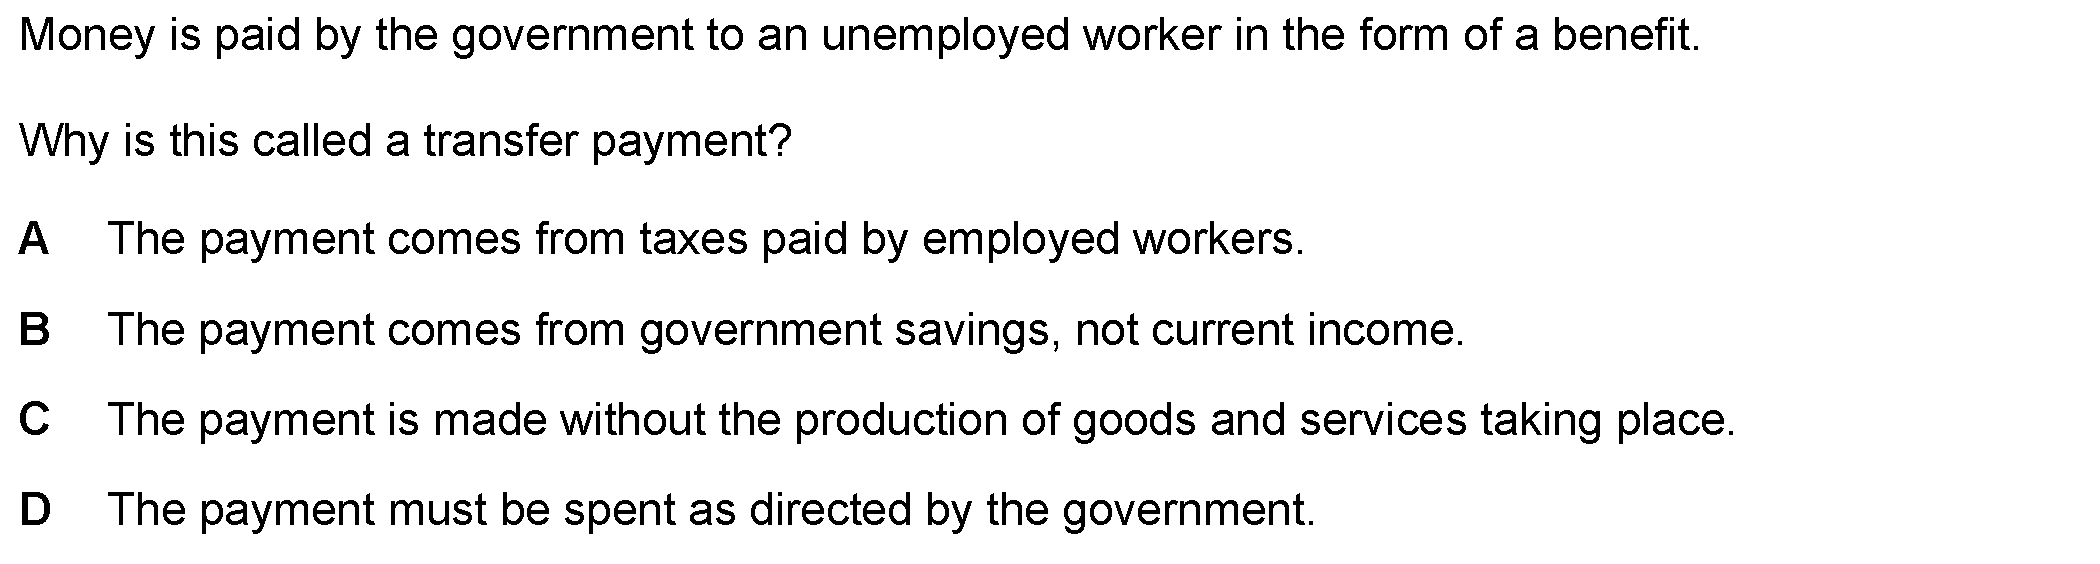 Money is paid by the government to an unemployed worker in the form of a benefit.
Why is this called a transfer payment?
A The payment comes from taxes paid by employed workers.
B The payment comes from government savings, not current income.
C The payment is made without the production of goods and services taking place.
D The payment must be spent as directed by the government.